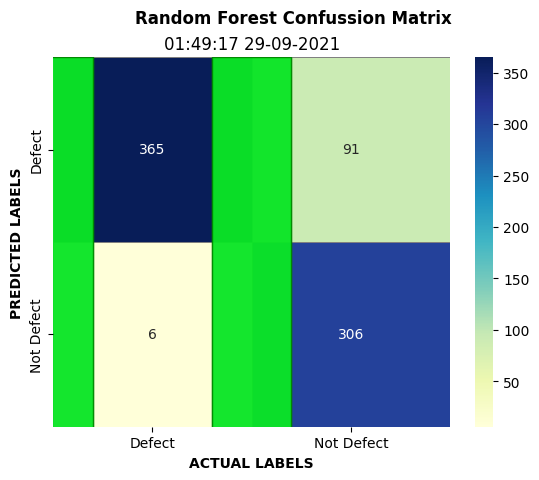 Random Forest Confussion Matrix
01:49:17 29-09-2021
PREDICTED LABELS
Defect
365
91
Not Defect
6
306
Defect
Not Defect
ACTUAL LABELS
350
300
250
200
150
100
50